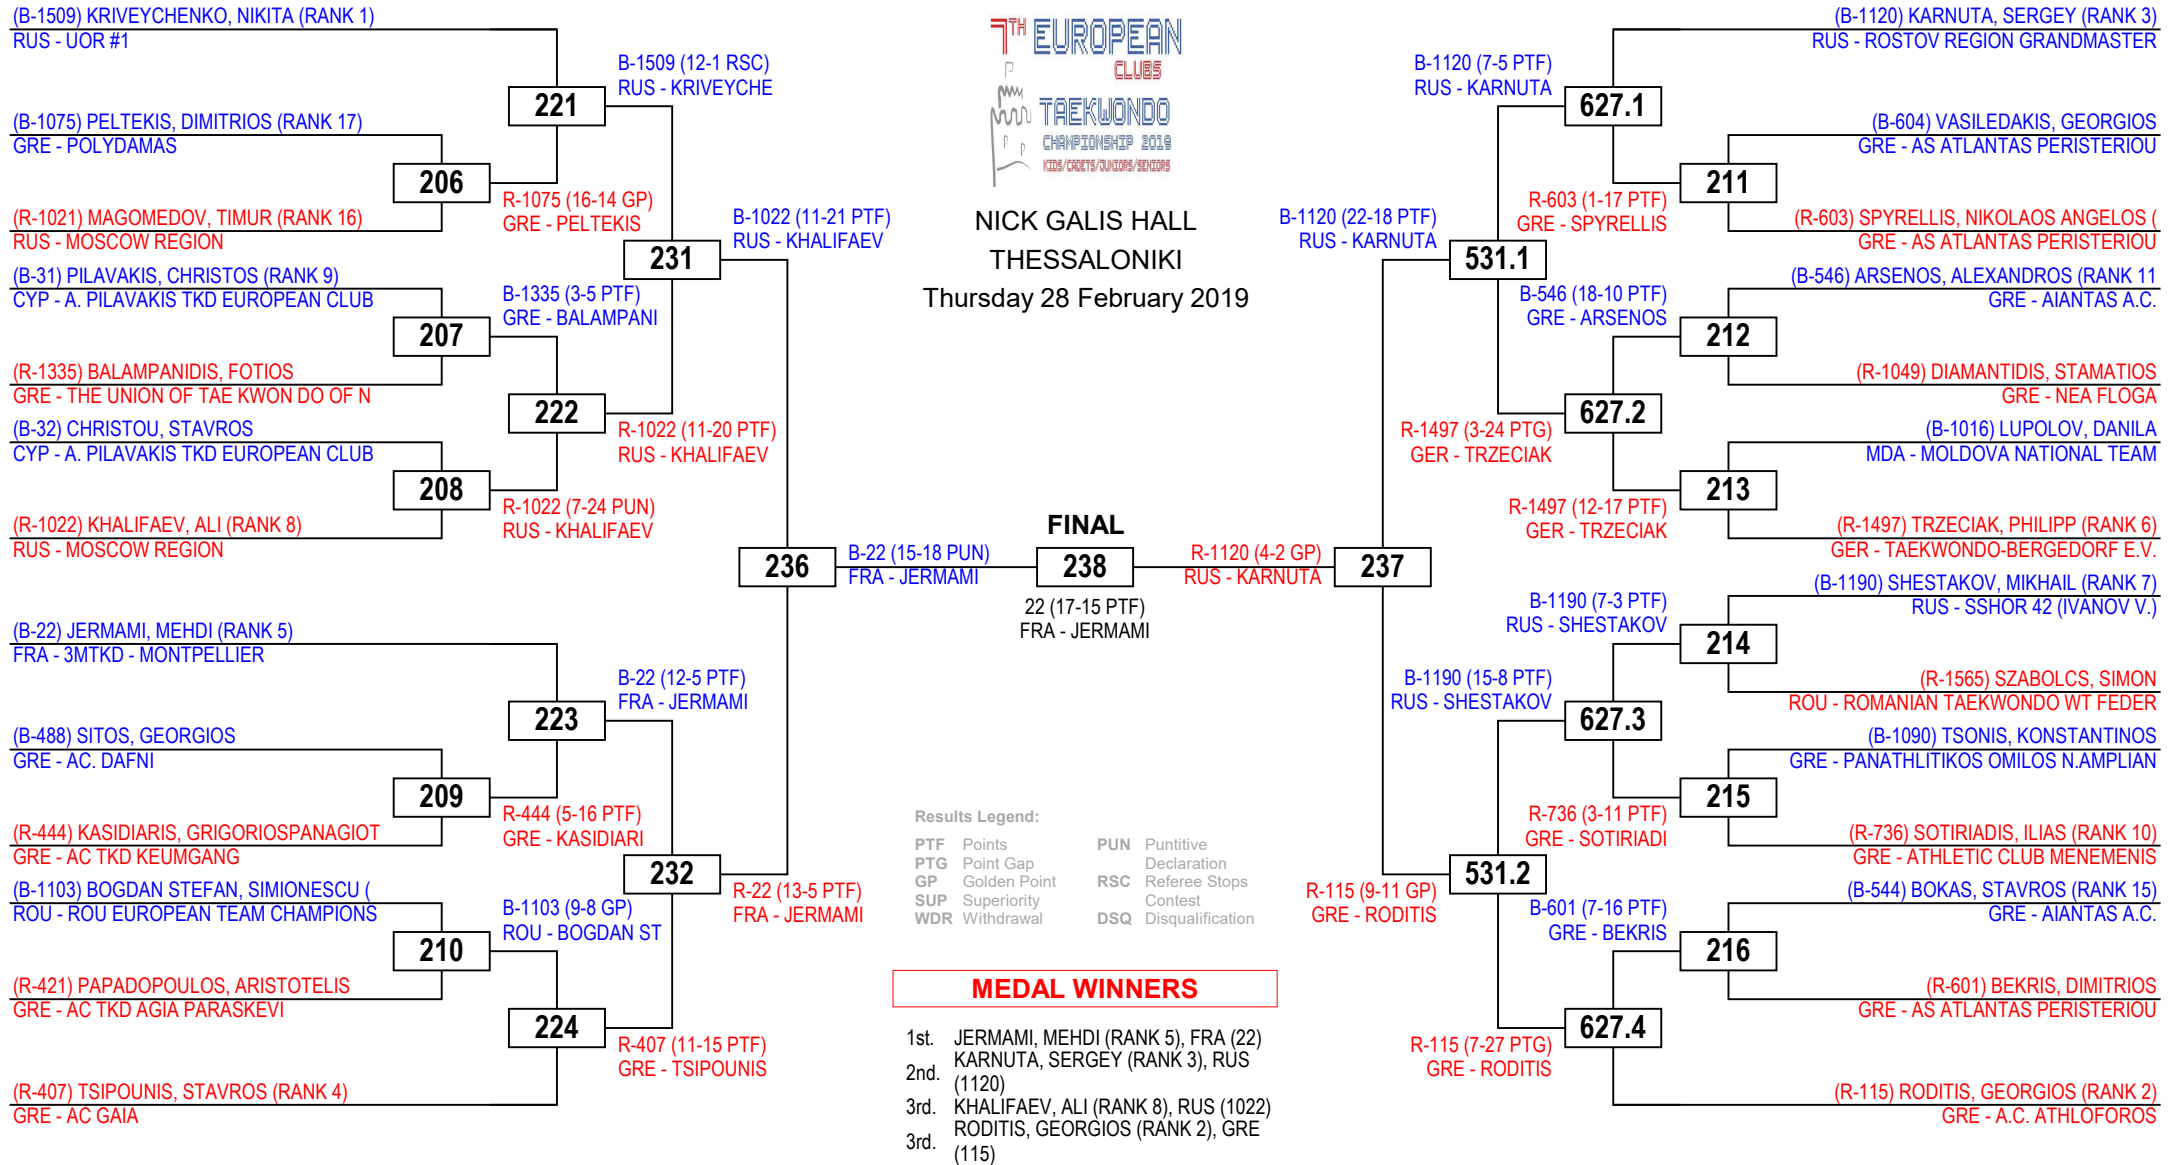 (B-1509) KRIVEYCHENKO, NIKITA (RANK 1)
RUS - UOR #1
(B-1075) PELTEKIS, DIMITRIOS (RANK 17)
GRE - POLYDAMAS
(R-1021) MAGOMEDOV, TIMUR (RANK 16)
RUS - MOSCOW REGION
(B-31) PILAVAKIS, CHRISTOS (RANK 9)
CYP - A. PILAVAKIS TKD EUROPEAN CLUB
(R-1335) BALAMPANIDIS, FOTIOS
GRE - THE UNION OF TAE KWON DO OF N
(B-32) CHRISTOU, STAVROS
CYP - A. PILAVAKIS TKD EUROPEAN CLUB
(R-1022) KHALIFAEV, ALI (RANK 8)
RUS - MOSCOW REGION
(B-22) JERMAMI, MEHDI (RANK 5)
FRA - 3MTKD - MONTPELLIER
(B-488) SITOS, GEORGIOS
GRE - AC. DAFNI
(R-444) KASIDIARIS, GRIGORIOSPANAGIOT
GRE - AC TKD KEUMGANG
(B-1103) BOGDAN STEFAN, SIMIONESCU (
ROU - ROU EUROPEAN TEAM CHAMPIONS
(R-421) PAPADOPOULOS, ARISTOTELIS
GRE - AC TKD AGIA PARASKEVI
(R-407) TSIPOUNIS, STAVROS (RANK 4)
GRE - AC GAIA
206
207
208
209
210
R-1075 (16-14 GP)
GRE - PELTEKIS
B-1335 (3-5 PTF)
GRE - BALAMPANI
R-1022 (7-24 PUN)
RUS - KHALIFAEV
R-444 (5-16 PTF)
GRE - KASIDIARI
B-1103 (9-8 GP)
ROU - BOGDAN ST
221
222
223
224
B-1509 (12-1 RSC)
RUS - KRIVEYCHE
R-1022 (11-20 PTF)
RUS - KHALIFAEV
B-22 (12-5 PTF)
FRA - JERMAMI
R-407 (11-15 PTF)
GRE - TSIPOUNIS
231
232
B-1022 (11-21 PTF)
RUS - KHALIFAEV
R-22 (13-5 PTF)
FRA - JERMAMI
236
B-22 (15-18 PUN)
FRA - JERMAMI
7TH EUROPEAN
CLUBS
TAEKWONDO
CHAMPIONSHIP 2019
KIDS/CADETS/JUNIORS/SENIORS
NICK GALIS HALL
THESSALONIKI
Thursday 28 February 2019
FINAL
238
22 (17-15 PTF)
FRA - JERMAMI
Results Legend:
PTF Points
PTG Point Gap
GP Golden Point
SUP Superiority
WDR Withdrawal
PUN Puntitive
Declaration
RSC Referee Stops
Contest
DSQ Disqualification
MEDAL WINNERS
1st. JERMAMI, MEHDI (RANK 5), FRA (22)
2nd. KARNUTA, SERGEY (RANK 3), RUS
(1120)
3rd. KHALIFAEV, ALI (RANK 8), RUS (1022)
3rd. RODITIS, GEORGIOS (RANK 2), GRE
(115)
R-1120 (4-2 GP)
RUS - KARNUTA
237
B-1120 (22-18 PTF)
RUS - KARNUTA
R-115 (9-11 GP)
GRE - RODITIS
531.1
531.2
B-1120 (7-5 PTF)
RUS - KARNUTA
R-1497 (3-24 PTG)
GER - TRZECIAK
B-1190 (15-8 PTF)
RUS - SHESTAKOV
R-115 (7-27 PTG)
GRE - RODITIS
627.1
627.2
627.3
627.4
R-603 (1-17 PTF)
GRE - SPYRELLIS
B-546 (18-10 PTF)
GRE - ARSENOS
R-1497 (12-17 PTF)
GER - TRZECIAK
B-1190 (7-3 PTF)
RUS - SHESTAKOV
R-736 (3-11 PTF)
GRE - SOTIRIADI
B-601 (7-16 PTF)
GRE - BEKRIS
211
212
213
214
215
216
(B-1120) KARNUTA, SERGEY (RANK 3)
RUS - ROSTOV REGION GRANDMASTER
(B-604) VASILEDAKIS, GEORGIOS
GRE - AS ATLANTAS PERISTERIOU
(R-603) SPYRELLIS, NIKOLAOS ANGELOS (
GRE - AS ATLANTAS PERISTERIOU
(B-546) ARSENOS, ALEXANDROS (RANK 11
GRE - AIANTAS A.C.
(R-1049) DIAMANTIDIS, STAMATIOS
GRE - NEA FLOGA
(B-1016) LUPOLOV, DANILA
MDA - MOLDOVA NATIONAL TEAM
(R-1497) TRZECIAK, PHILIPP (RANK 6)
GER - TAEKWONDO-BERGEDORF E.V.
(B-1190) SHESTAKOV, MIKHAIL (RANK 7)
RUS - SSHOR 42 (IVANOV V.)
(R-1565) SZABOLCS, SIMON
ROU - ROMANIAN TAEKWONDO WT FEDER
(B-1090) TSONIS, KONSTANTINOS
GRE - PANATHLITIKOS OMILOS N.AMPLIAN
(R-736) SOTIRIADIS, ILIAS (RANK 10)
GRE - ATHLETIC CLUB MENEMENIS
(B-544) BOKAS, STAVROS (RANK 15)
GRE - AIANTAS A.C.
(R-601) BEKRIS, DIMITRIOS
GRE - AS ATLANTAS PERISTERIOU
(R-115) RODITIS, GEORGIOS (RANK 2)
GRE - A.C. ATHLOFOROS